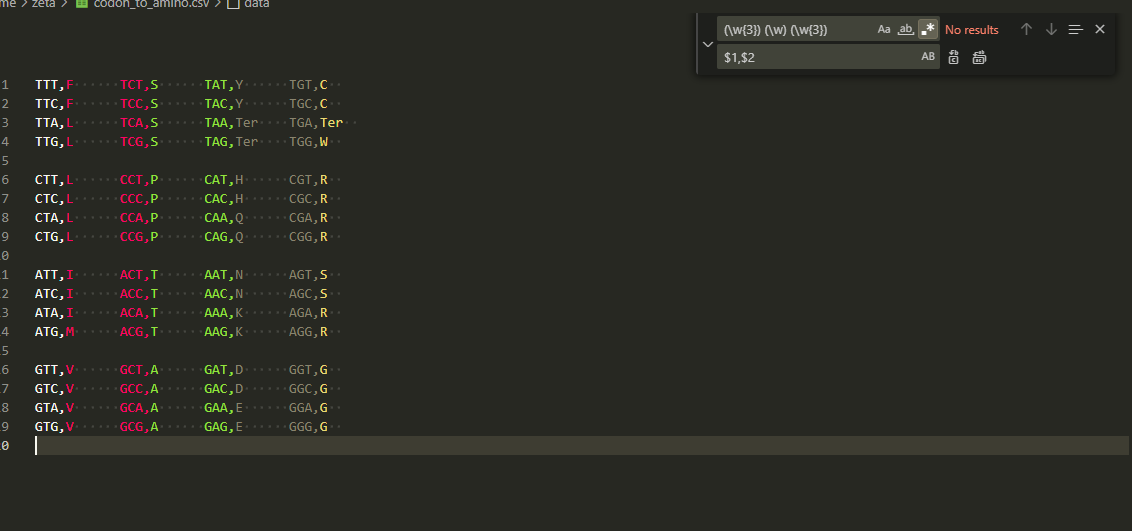 me > zeta > codon_to_amino.csv > data
(\w{3}) (\w) (\w{3}) Aa ab .* No results
$1,$2 AB
1 TTT,F······TCT,S······TAT,Y······TGT,C··
2 TTC,F······TCC,S······TAC,Y······TGC,C··
3 TTA,L······TCA,S······TAA,Ter····TGA,Ter··
4 TTG,L······TCG,S······TAG,Ter····TGG,W··
5
6 CTT,L······CCT,P······CAT,H······CGT,R··
7 CTC,L······CCC,P······CAC,H······CGC,R··
8 CTA,L······CCA,P······CAA,Q······CGA,R··
9 CTG,L······CCG,P······CAG,Q······CGG,R··
0
1 ATT,I······ACT,T······AAT,N······AGT,S··
2 ATC,I······ACC,T······AAC,N······AGC,S··
3 ATA,I······ACA,T······AAA,K······AGA,R··
4 ATG,M······ACG,T······AAG,K······AGG,R··
5
6 GTT,V······GCT,A······GAT,D······GGT,G··
7 GTC,V······GCC,A······GAC,D······GGC,G··
8 GTA,V······GCA,A······GAA,E······GGA,G··
9 GTG,V······GCG,A······GAG,E······GGG,G··
0